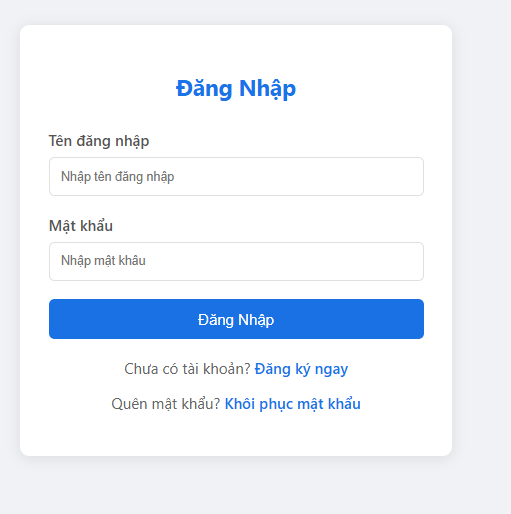 Đăng Nhập
Tên đăng nhập
Nhập tên đăng nhập
Mật khẩu
Nhập mật khẩu
Đăng Nhập
Chưa có tài khoản? Đăng ký ngay
Quên mật khẩu? Khôi phục mật khẩu